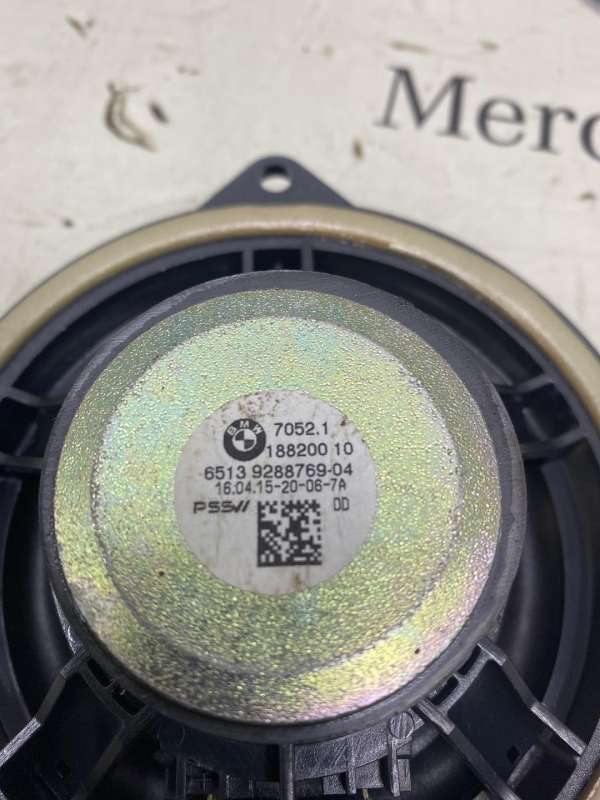 Merc
BMW
7052.1
188200 10
6513 9288769-04
16.04.15-20-06-7A
PSS DD